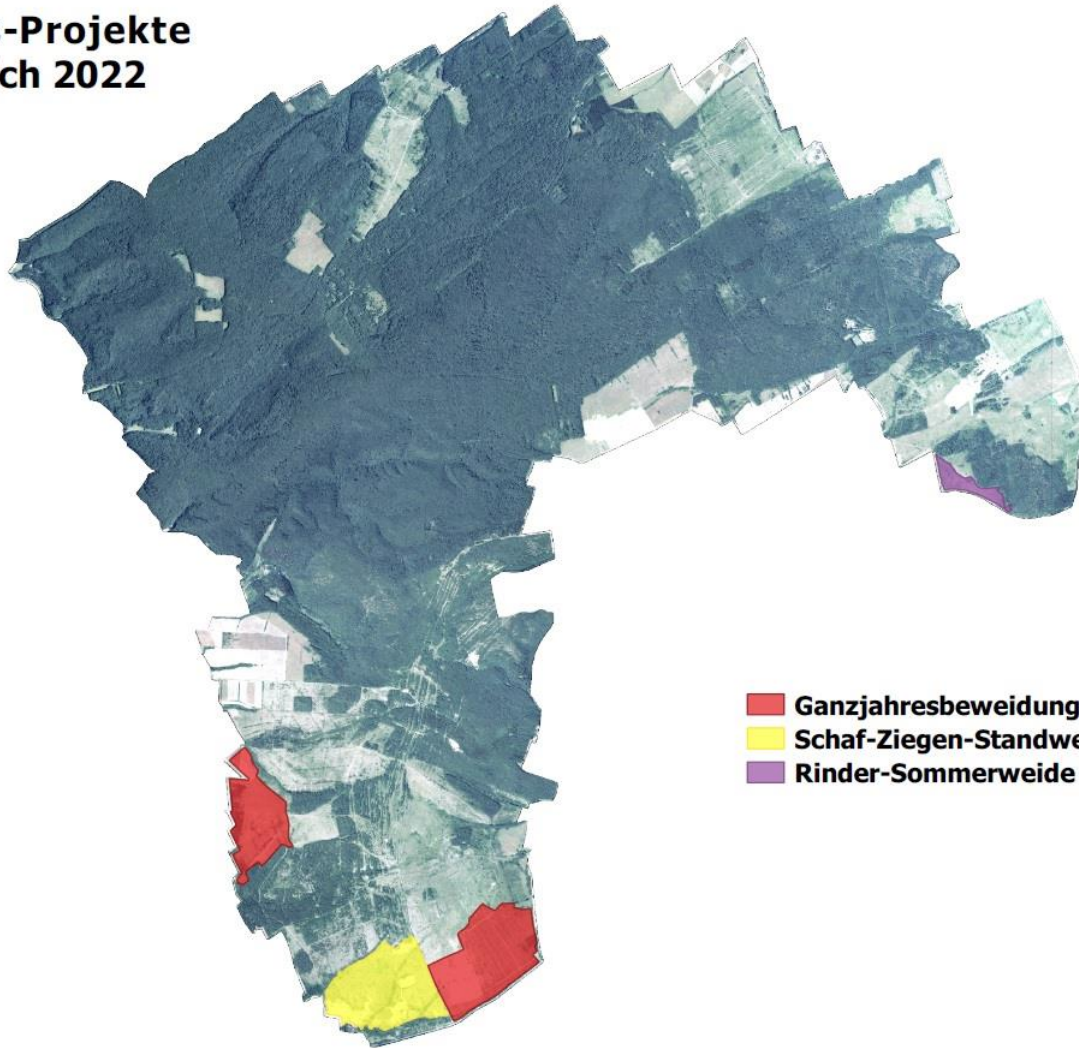 -Projekte
ch 2022
Ganzjahresbeweidung
Schaf-Ziegen-Standwe
Rinder-Sommerweide